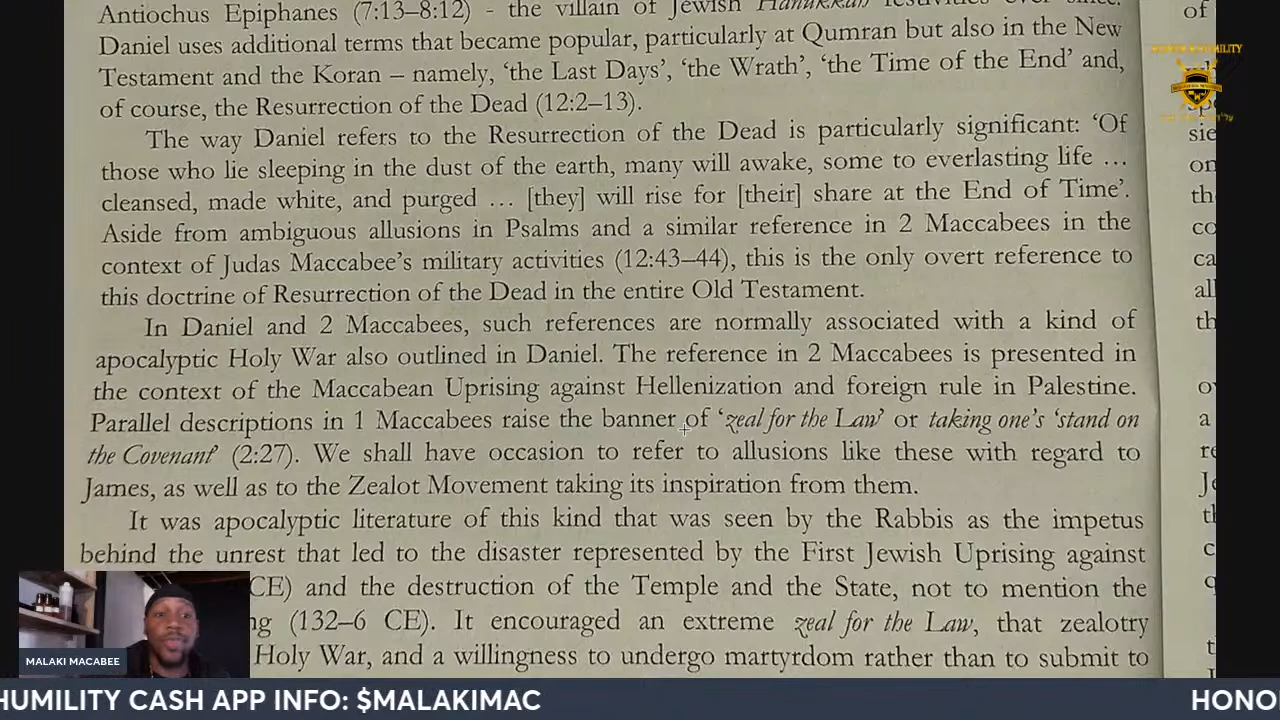 Antiochus Epiphanes (7:13–8:12) - the villain of Jewish Hanukkah festivities ever since.
Daniel uses additional terms that became popular, particularly at Qumran but also in the New
Testament and the Koran – namely, ‘the Last Days’, ‘the Wrath’, ‘the Time of the End’ and,
of course, the Resurrection of the Dead (12:2–13).
The way Daniel refers to the Resurrection of the Dead is particularly significant: ‘Of
those who lie sleeping in the dust of the earth, many will awake, some to everlasting life …
cleansed, made white, and purged … [they] will rise for [their] share at the End of Time’.
Aside from ambiguous allusions in Psalms and a similar reference in 2 Maccabees in the
context of Judas Maccabee’s military activities (12:43–44), this is the only overt reference to
this doctrine of Resurrection of the Dead in the entire Old Testament.
In Daniel and 2 Maccabees, such references are normally associated with a kind of
apocalyptic Holy War also outlined in Daniel. The reference in 2 Maccabees is presented in
the context of the Maccabean Uprising against Hellenization and foreign rule in Palestine.
Parallel descriptions in 1 Maccabees raise the banner of ‘zeal for the Law’ or taking one’s ‘stand on
the Covenant’ (2:27). We shall have occasion to refer to allusions like these with regard to
James, as well as to the Zealot Movement taking its inspiration from them.
It was apocalyptic literature of this kind that was seen by the Rabbis as the impetus
behind the unrest that led to the disaster represented by the First Jewish Uprising against
CE) and the destruction of the Temple and the State, not to mention the
ng (132–6 CE). It encouraged an extreme zeal for the Law, that zealotry
Holy War, and a willingness to undergo martyrdom rather than to submit to
of
sie
on
th
co
ca
all
th
a
re
MALAKI MACABEE
HUMILITY CASH APP INFO: $MALAKIMAC
HONO